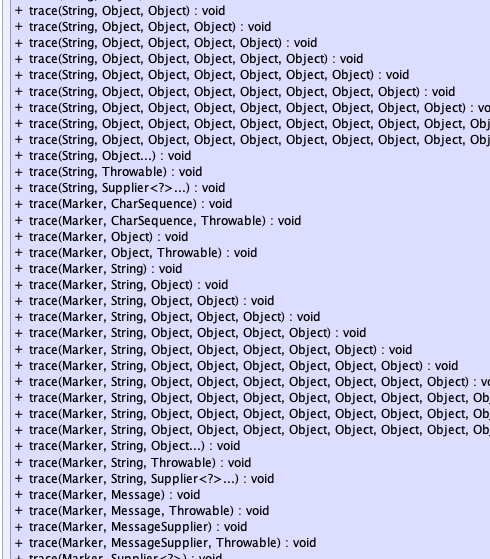 + trace(String, Object, Object) : void
+ trace(String, Object, Object, Object) : void
+ trace(String, Object, Object, Object, Object) : void
+ trace(String, Object, Object, Object, Object, Object) : void
+ trace(String, Object, Object, Object, Object, Object, Object) : void
+ trace(String, Object, Object, Object, Object, Object, Object, Object) : void
+ trace(String, Object, Object, Object, Object, Object, Object, Object, Object) : vo
+ trace(String, Object, Object, Object, Object, Object, Object, Object, Object, Obj
+ trace(String, Object, Object, Object, Object, Object, Object, Object, Object, Obj
+ trace(String, Object...) : void
+ trace(String, Throwable) : void
+ trace(String, Supplier<?>...) : void
+ trace(Marker, CharSequence) : void
+ trace(Marker, CharSequence, Throwable) : void
+ trace(Marker, Object) : void
+ trace(Marker, Object, Throwable) : void
+ trace(Marker, String) : void
+ trace(Marker, String, Object) : void
+ trace(Marker, String, Object, Object) : void
+ trace(Marker, String, Object, Object, Object) : void
+ trace(Marker, String, Object, Object, Object, Object) : void
+ trace(Marker, String, Object, Object, Object, Object, Object) : void
+ trace(Marker, String, Object, Object, Object, Object, Object, Object) : void
+ trace(Marker, String, Object, Object, Object, Object, Object, Object, Object) : vo
+ trace(Marker, String, Object, Object, Object, Object, Object, Object, Object, Ob
+ trace(Marker, String, Object, Object, Object, Object, Object, Object, Object, Ob
+ trace(Marker, String, Object, Object, Object, Object, Object, Object, Object, Ob
+ trace(Marker, String, Object...) : void
+ trace(Marker, String, Throwable) : void
+ trace(Marker, String, Supplier<?>...) : void
+ trace(Marker, Message) : void
+ trace(Marker, Message, Throwable) : void
+ trace(Marker, MessageSupplier) : void
+ trace(Marker, MessageSupplier, Throwable) : void
+ trace(Marker, Supplier<?>) : void